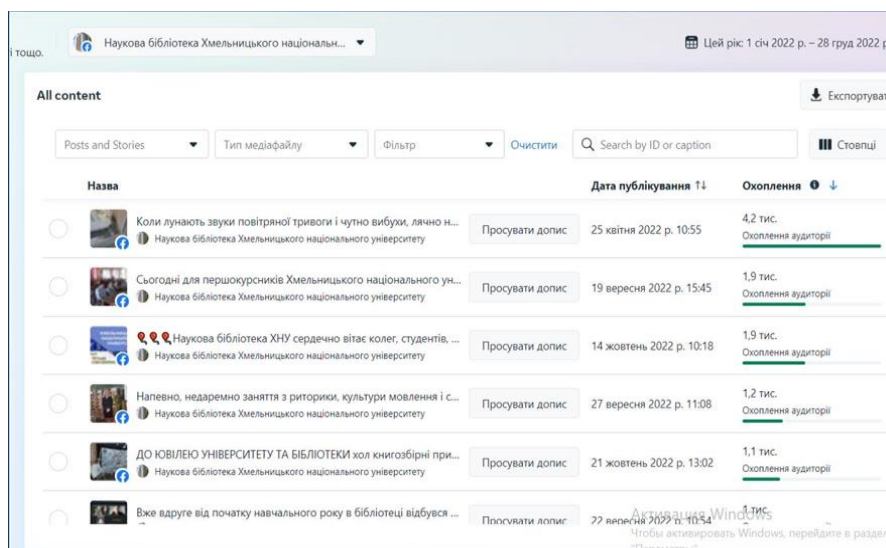 і тощо.
Наукова бібліотека Хмельницького національн...
Цей рік: 1 січ 2022 р. – 28 груд 2022 р
All content
Експортуват
Posts and Stories
Тип медіафайлу
Фільтр
Очистити
Search by ID or caption
Стовпці
Назва
Дата публікування ↑↓
Охоплення ↓
Коли лунають звуки повітряної тривоги і чутно вибухи, лячно н...
Наукова бібліотека Хмельницького національного університету
Просувати допис
25 квітня 2022 р. 10:55
4,2 тис.
Охоплення аудиторії
Сьогодні для першокурсників Хмельницького національного ун...
Наукова бібліотека Хмельницького національного університету
Просувати допис
19 вересня 2022 р. 15:45
1,9 тис.
Охоплення аудиторії
🎈🎈🎈Наукова бібліотека ХНУ сердечно вітає колег, студентів, ...
Наукова бібліотека Хмельницького національного університету
Просувати допис
14 жовтень 2022 р. 10:18
1,9 тис.
Охоплення аудиторії
Напевно, недаремно заняття з риторики, культури мовлення і с...
Наукова бібліотека Хмельницького національного університету
Просувати допис
27 вересня 2022 р. 11:08
1,2 тис.
Охоплення аудиторії
ДО ЮВІЛЕЮ УНІВЕРСИТЕТУ ТА БІБЛІОТЕКИ хол книгозбірні при...
Наукова бібліотека Хмельницького національного університету
Просувати допис
21 жовтень 2022 р. 13:02
1,1 тис.
Охоплення аудиторії
Вже вдруге від початку навчального року в бібліотеці відбувся ...
Просувати допис
22 вересня 2022 р. 10:54
1 тис.
Активация Windows
Чтобы активировать Windows, перейдите в раздел